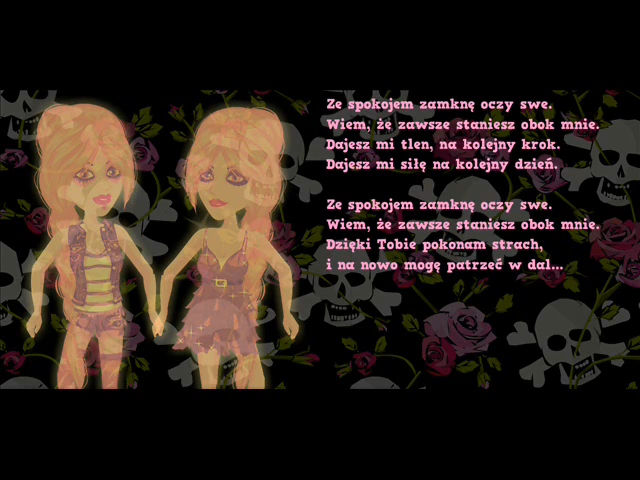 Ze spokojem zamknę oczy swe.
Wiem, że zawsze staniesz obok mnie.
Dajesz mi tlen, na kolejny krok.
Dajesz mi siłę na kolejny dzień.
Ze spokojem zamknę oczy swe.
Wiem, że zawsze staniesz obok mnie.
Dzięki Tobie pokonam strach,
i na nowo mogę patrzeć w dal...